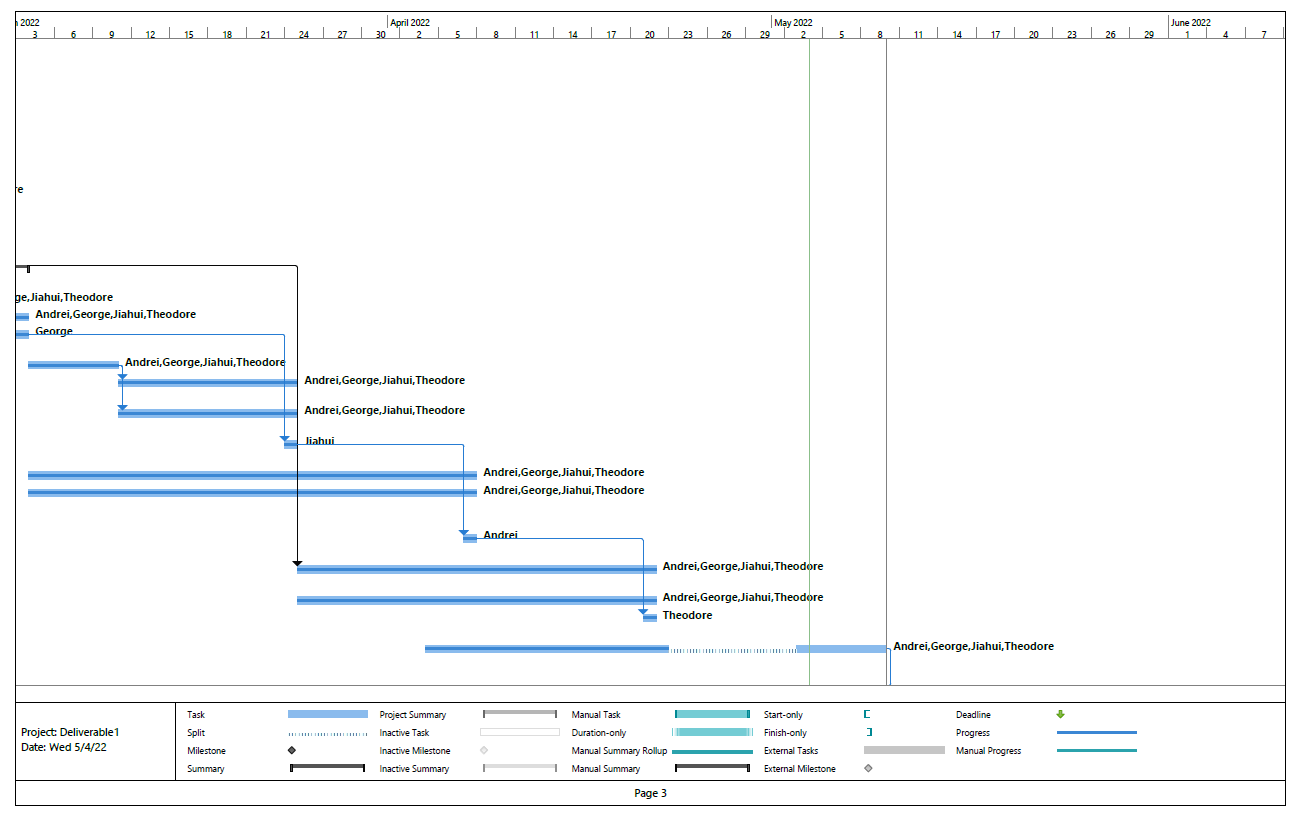 n 2022 April 2022 May 2022 June 2022
3 6 9 12 15 18 21 24 27 30 2 5 8 11 14 17 20 23 26 29 2 5 8 11 14 17 20 23 26 29 1 4 7
re
ge,Jiahui,Theodore
Andrei,George,Jiahui,Theodore
George
Andrei,George,Jiahui,Theodore
Andrei,George,Jiahui,Theodore
Andrei,George,Jiahui,Theodore
Jiahui
Andrei,George,Jiahui,Theodore
Andrei,George,Jiahui,Theodore
Andrei
Andrei,George,Jiahui,Theodore
Andrei,George,Jiahui,Theodore
Theodore
Andrei,George,Jiahui,Theodore
Project: Deliverable1
Date: Wed 5/4/22
Task Project Summary Manual Task Start-only Deadline
Split Inactive Task Duration-only Finish-only Progress
Milestone Inactive Milestone Manual Summary Rollup External Tasks Manual Progress
Summary Inactive Summary Manual Summary External Milestone
Page 3